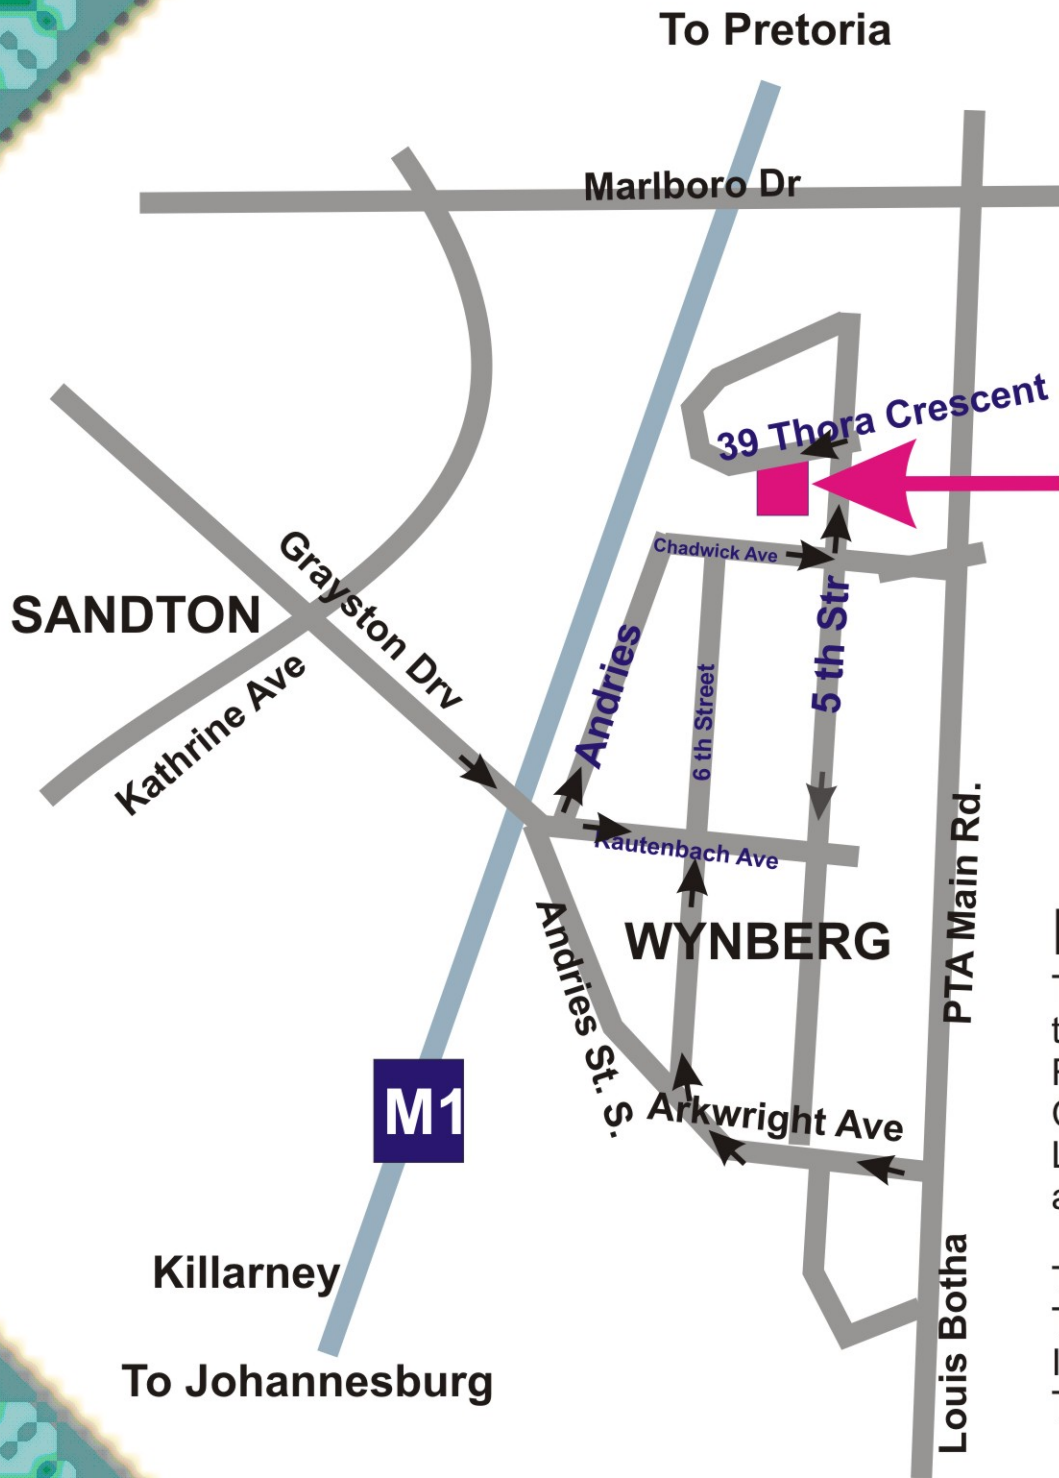 To Pretoria
Marlboro Dr
39 Thora Crescent
Chadwick Ave
Grayston Drv
SANDTON
Andries
5 th Str
6 th Street
Kathrine Ave
Rautenbach Ave
PTA Main Rd.
WYNBERG
Andries St. S.
M1
Arkwright Ave
Killarney
Louis Botha
To Johannesburg